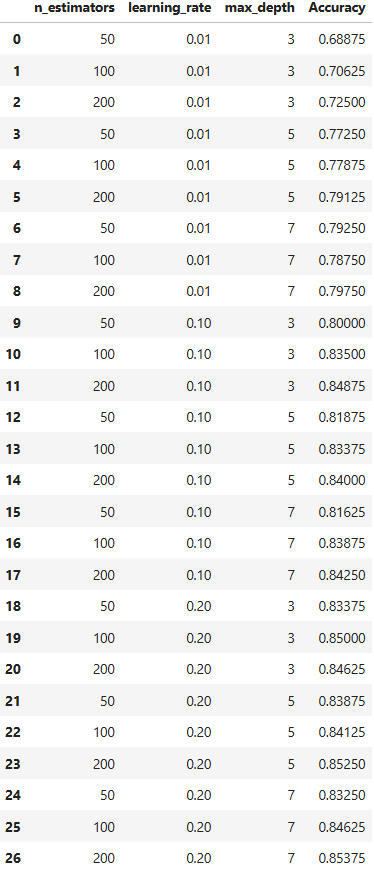 n_estimators learning_rate max_depth Accuracy
0 50 0.01 3 0.68875
1 100 0.01 3 0.70625
2 200 0.01 3 0.72500
3 50 0.01 5 0.77250
4 100 0.01 5 0.77875
5 200 0.01 5 0.79125
6 50 0.01 7 0.79250
7 100 0.01 7 0.78750
8 200 0.01 7 0.79750
9 50 0.10 3 0.80000
10 100 0.10 3 0.83500
11 200 0.10 3 0.84875
12 50 0.10 5 0.81875
13 100 0.10 5 0.83375
14 200 0.10 5 0.84000
15 50 0.10 7 0.81625
16 100 0.10 7 0.83875
17 200 0.10 7 0.84250
18 50 0.20 3 0.83375
19 100 0.20 3 0.85000
20 200 0.20 3 0.84625
21 50 0.20 5 0.83875
22 100 0.20 5 0.84125
23 200 0.20 5 0.85250
24 50 0.20 7 0.83250
25 100 0.20 7 0.84625
26 200 0.20 7 0.85375